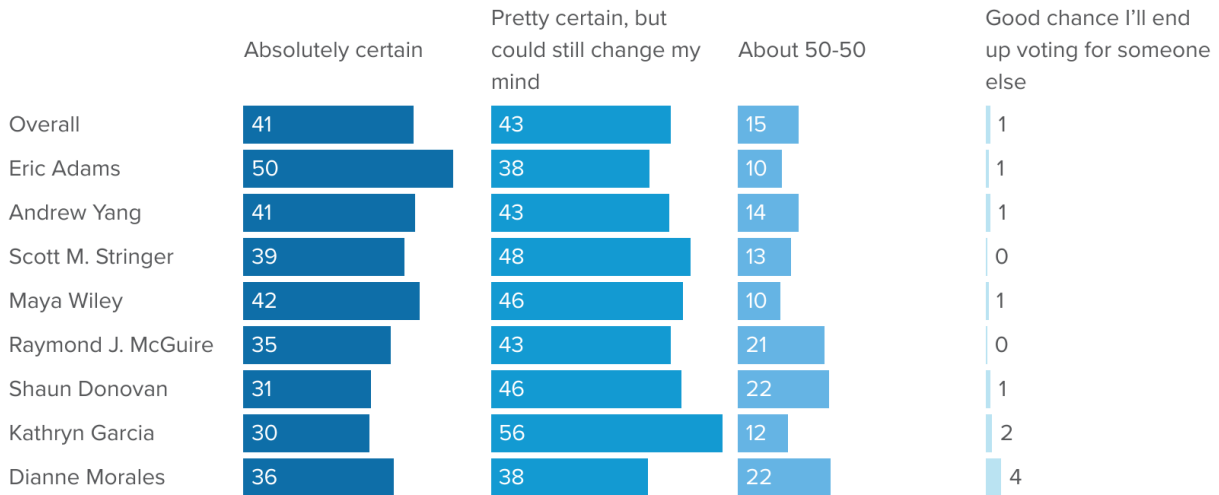 Absolutely certain
Pretty certain, but
could still change my
mind
About 50-50
Good chance I’ll end
up voting for someone
else
Overall 41 43 15 1
Eric Adams 50 38 10 1
Andrew Yang 41 43 14 1
Scott M. Stringer 39 48 13 0
Maya Wiley 42 46 10 1
Raymond J. McGuire 35 43 21 0
Shaun Donovan 31 46 22 1
Kathryn Garcia 30 56 12 2
Dianne Morales 36 38 22 4